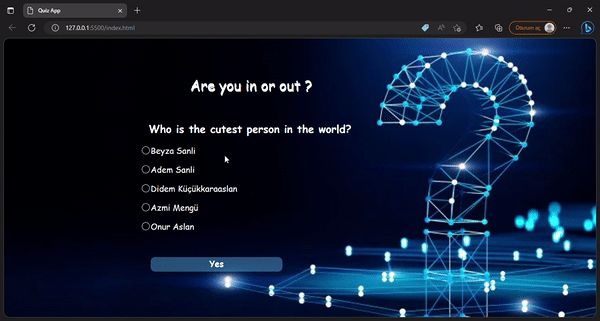 Quiz App
127.0.0.1:5500/index.html
Oturum aç
Are you in or out ?
Who is the cutest person in the world?
Beyza Sanli
Adem Sanli
Didem Küçükkaraaslan
Azmi Mengü
Onur Aslan
Yes